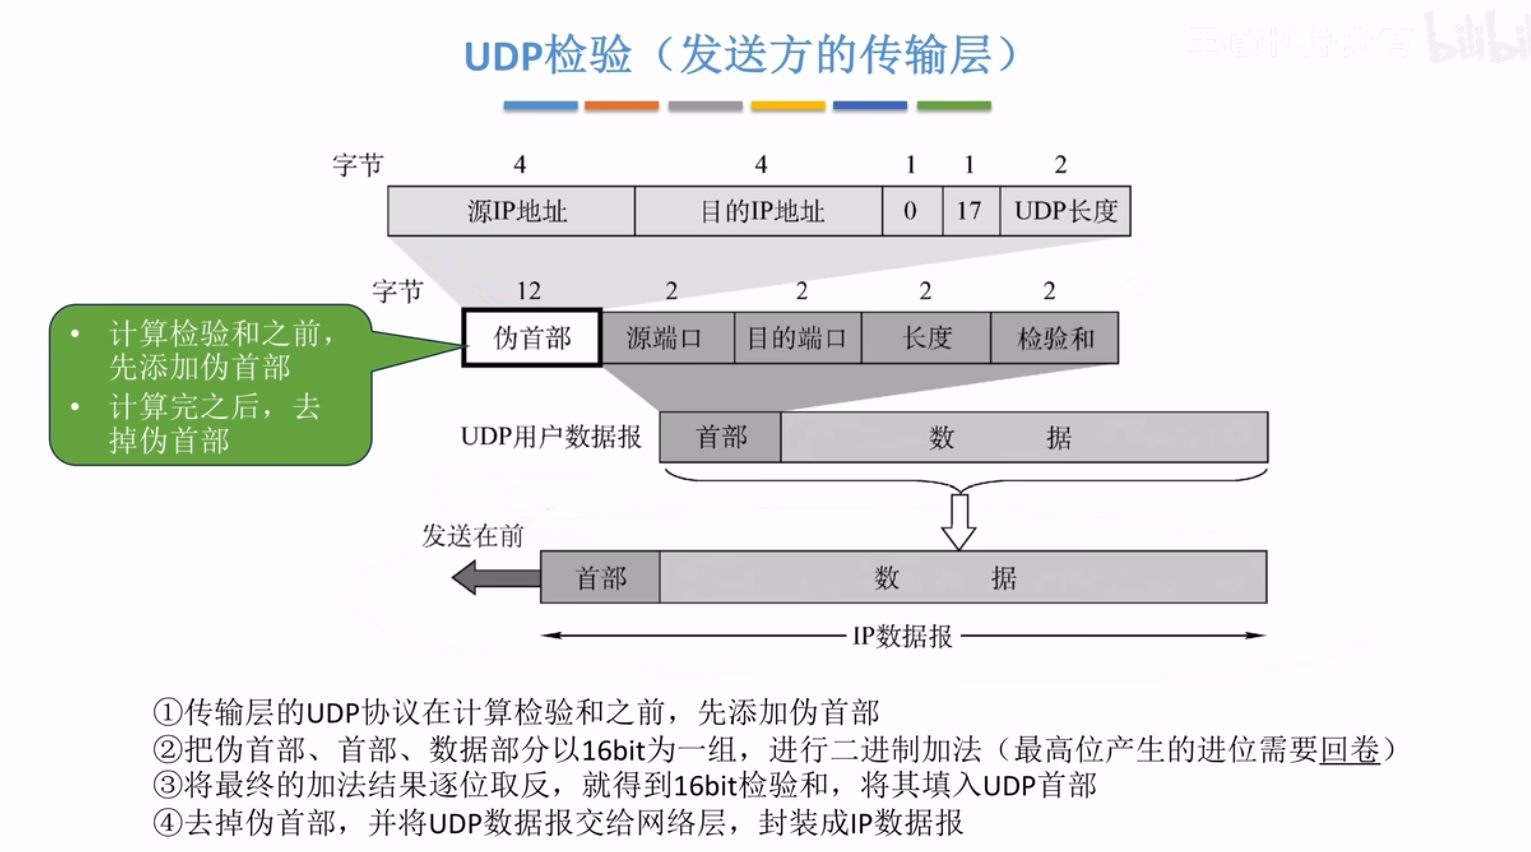 王道计算机教育 bilibili
UDP检验（发送方的传输层）
字节 4 4 1 1 2
源IP地址 目的IP地址 0 17 UDP长度
字节 12 2 2 2 2
伪首部 源端口 目的端口 长度 检验和
• 计算检验和之前，
先添加伪首部
• 计算完之后，去
掉伪首部
UDP用户数据报 首部 数 据
发送在前
首部 数 据
IP数据报
①传输层的UDP协议在计算检验和之前，先添加伪首部
②把伪首部、首部、数据部分以16bit为一组，进行二进制加法（最高位产生的进位需要回卷）
③将最终的加法结果逐位取反，就得到16bit检验和，将其填入UDP首部
④去掉伪首部，并将UDP数据报交给网络层，封装成IP数据报